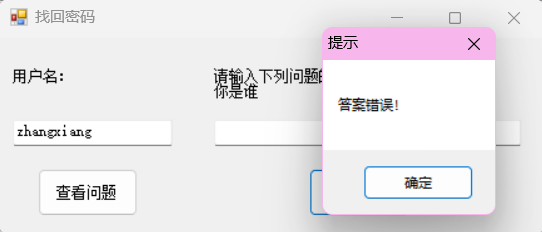 找回密码
提示
用户名：
请输入下列问题的
你是谁
答案错误！
zhangxiang
查看问题
确定